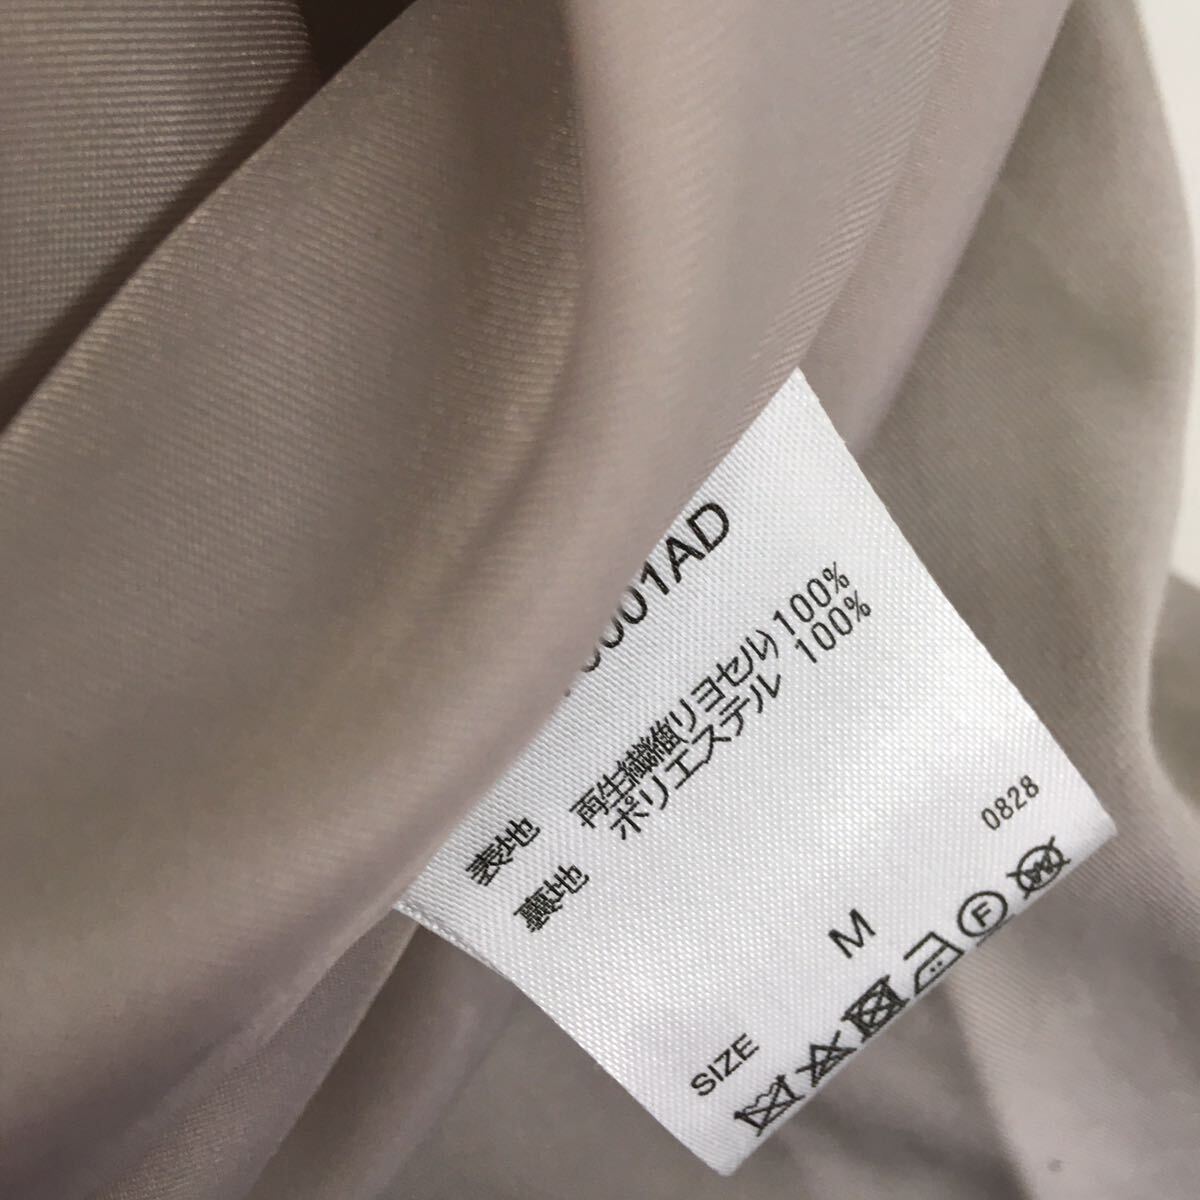 001AD
表地 再生繊維(リヨセル) 100%
裏地 ポリエステル 100%
0828
SIZE M
F